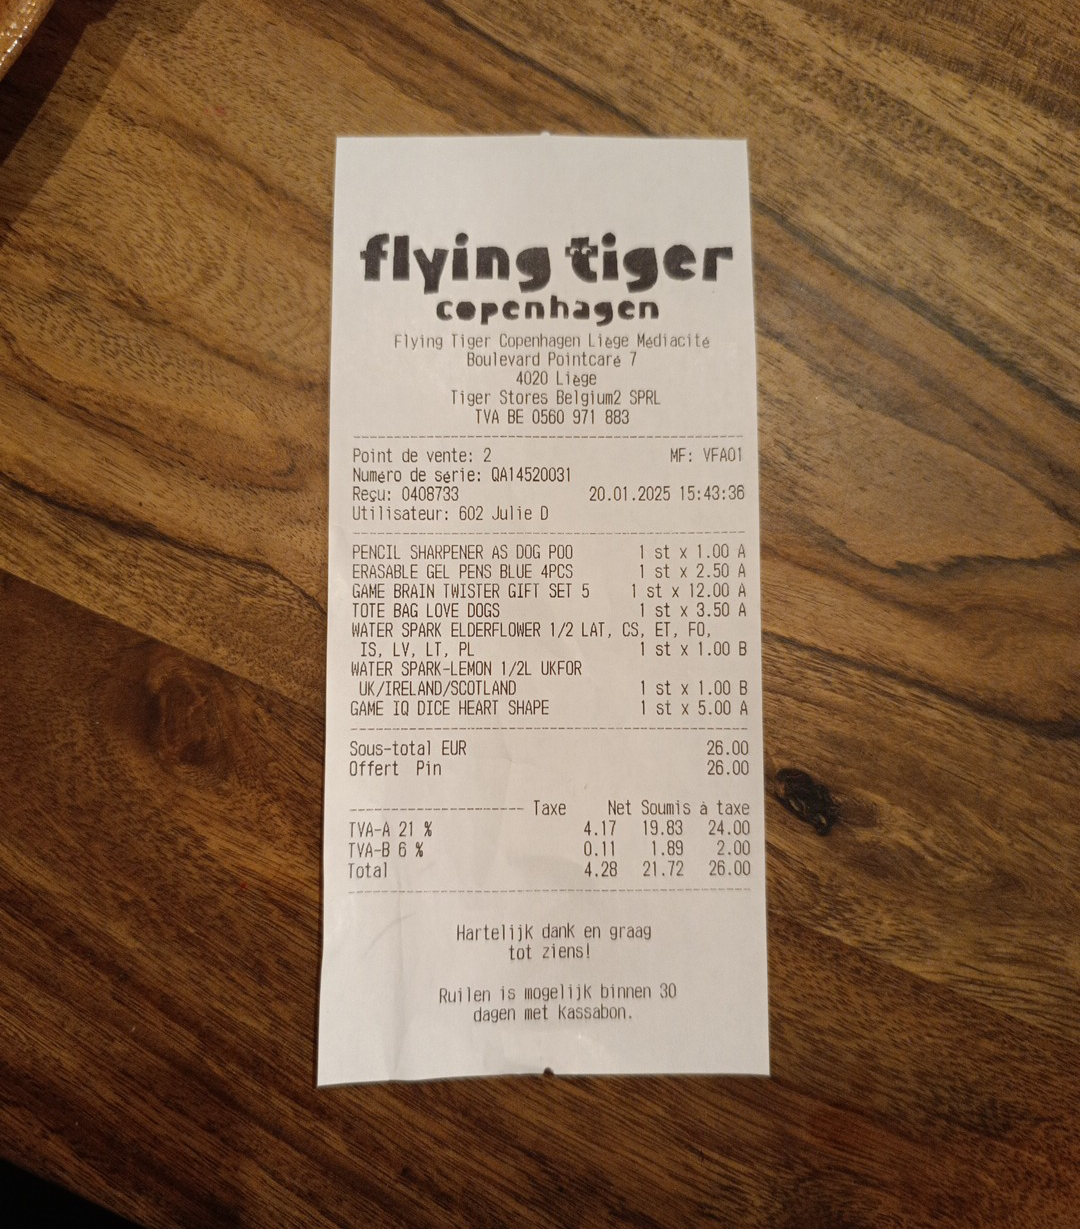 flying tiger
copenhagen
Flying Tiger Copenhagen Liège Médiacité
Boulevard Pointcaré 7
4020 Liège
Tiger Stores Belgium2 SPRL
TVA BE 0560 971 883
Point de vente: 2 MF: VFA01
Numéro de série: QA14520031
Reçu: 0408733 20.01.2025 15:43:36
Utilisateur: 602 Julie D
PENCIL SHARPENER AS DOG POO 1 st x 1.00 A
ERASABLE GEL PENS BLUE 4PCS 1 st x 2.50 A
GAME BRAIN TWISTER GIFT SET 5 1 st x 12.00 A
TOTE BAG LOVE DOGS 1 st x 3.50 A
WATER SPARK ELDERFLOWER 1/2 LAT, CS, ET, FO,
IS, LV, LT, PL 1 st x 1.00 B
WATER SPARK-LEMON 1/2L UKFOR
UK/IRELAND/SCOTLAND 1 st x 1.00 B
GAME IQ DICE HEART SHAPE 1 st x 5.00 A
Sous-total EUR 26.00
Offert Pin 26.00
Taxe Net Soumis à taxe
TVA-A 21 % 4.17 19.83 24.00
TVA-B 6 % 0.11 1.89 2.00
Total 4.28 21.72 26.00
Hartelijk dank en graag
tot ziens!
Ruilen is mogelijk binnen 30
dagen met kassabon.